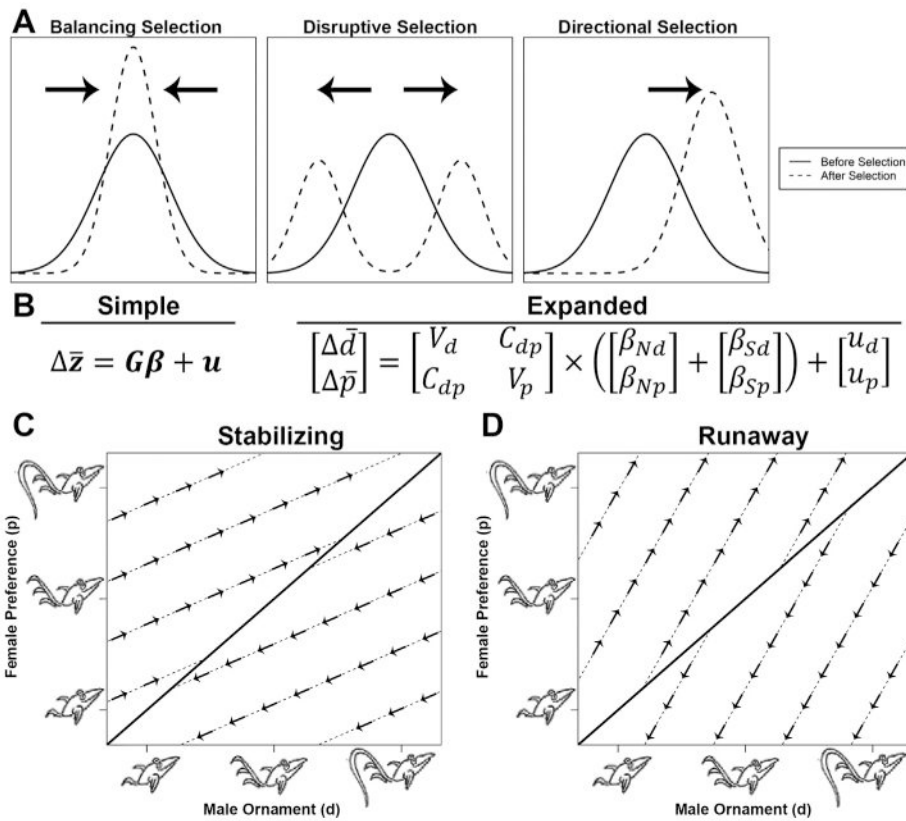 A
Balancing Selection
Disruptive Selection
Directional Selection
Before Selection
After Selection
B
Simple
Expanded
Δz̄ = Gβ + u
[Δd̄ Δp̄] = [V_d C_dp C_dp V_p] × ([β_Nd β_Np] + [β_Sd β_Sp]) + [u_d u_p]
C
Stabilizing
Female Preference (p)
Male Ornament (d)
D
Runaway
Female Preference (p)
Male Ornament (d)